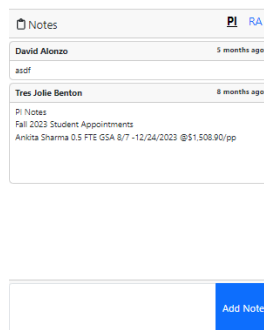 Notes PI RA
David Alonzo 5 months ago
asdf
Tres Jolie Benton 8 months ago
PI Notes
Fall 2023 Student Appointments
Ankita Sharma 0.5 FTE GSA 8/7 -12/24/2023 @$1,508.90/pp
Add Note